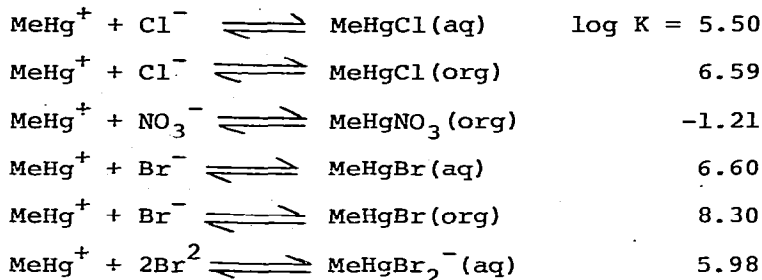 MeHg⁺ + Cl⁻ ⇌ MeHgCl(aq) log K = 5.50
MeHg⁺ + Cl⁻ ⇌ MeHgCl(org) 6.59
MeHg⁺ + NO₃⁻ ⇌ MeHgNO₃(org) -1.21
MeHg⁺ + Br⁻ ⇌ MeHgBr(aq) 6.60
MeHg⁺ + Br⁻ ⇌ MeHgBr(org) 8.30
MeHg⁺ + 2Br² ⇌ MeHgBr₂⁻(aq) 5.98